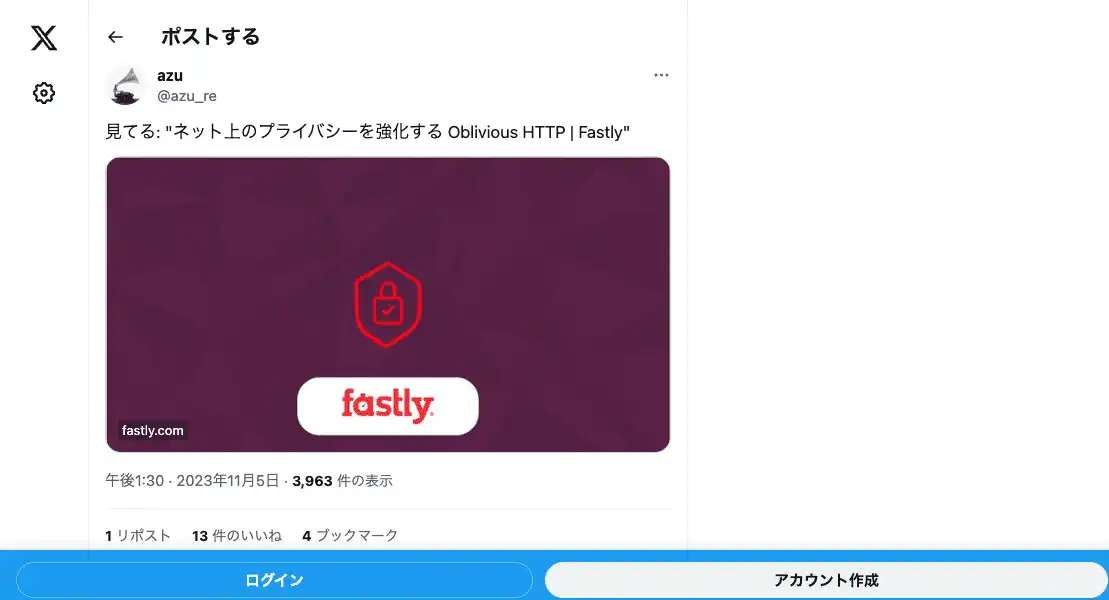 ポストする
azu
@azu_re
見てる: "ネット上のプライバシーを強化する Oblivious HTTP | Fastly"
fastly
fastly.com
午後1:30 · 2023年11月5日 · 3,963 件の表示
1 リポスト 13 件のいいね 4 ブックマーク
ログイン アカウント作成